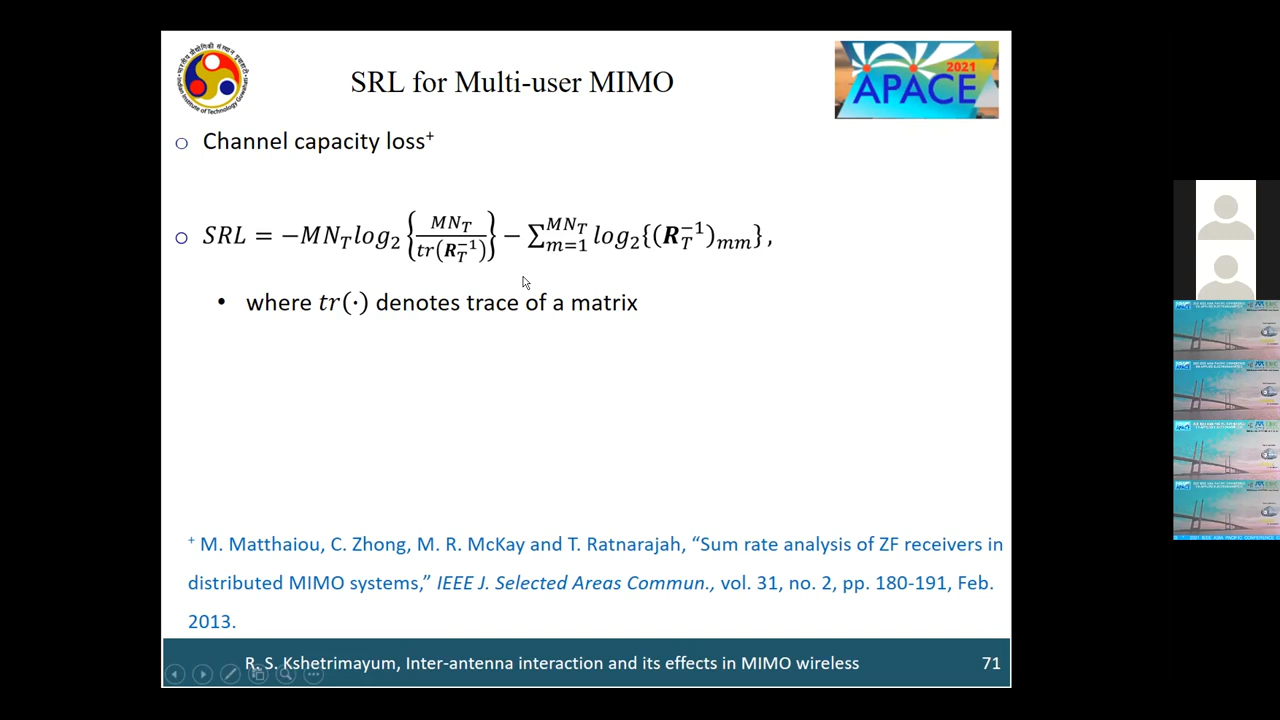 SRL for Multi-user MIMO
2021
APACE
Channel capacity loss⁺
SRL = −MN_T log₂ { MN_T / tr(R_T⁻¹) } − ∑_{m=1}^{MN_T} log₂{(R_T⁻¹)_{mm}} ,
where tr(·) denotes trace of a matrix
⁺ M. Matthaiou, C. Zhong, M. R. McKay and T. Ratnarajah, “Sum rate analysis of ZF receivers in
distributed MIMO systems,” IEEE J. Selected Areas Commun., vol. 31, no. 2, pp. 180-191, Feb.
2013.
R. S. Kshetrimayum, Inter-antenna interaction and its effects in MIMO wireless
71